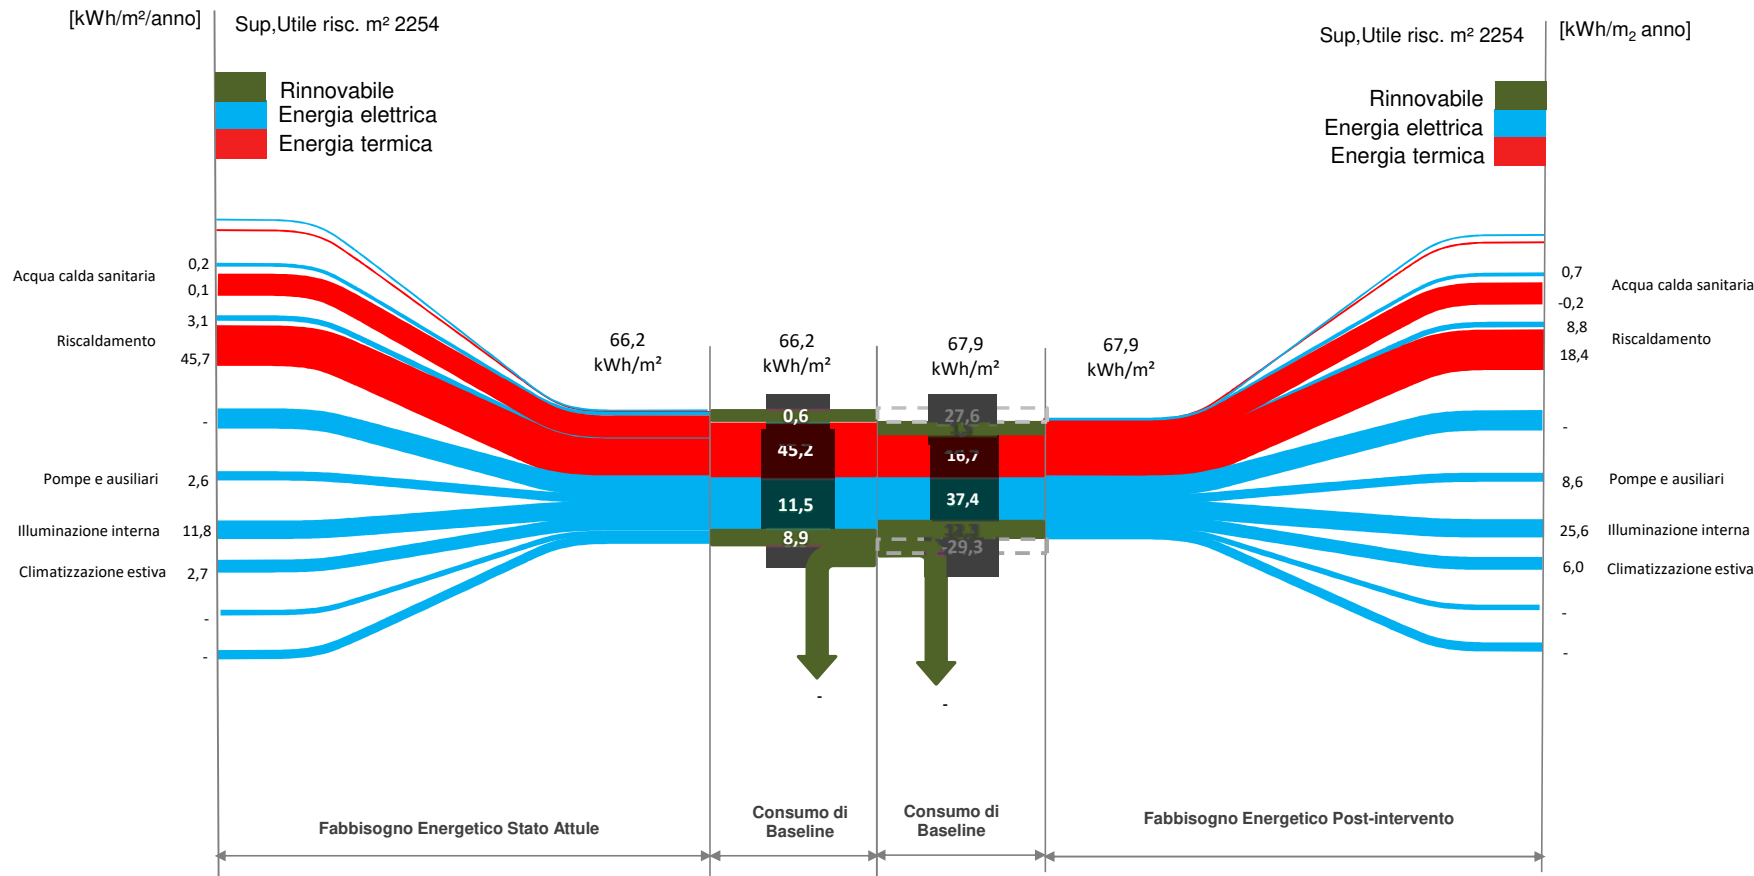 [kWh/m²/anno]
Sup,Utile risc. m² 2254
Sup,Utile risc. m² 2254
[kWh/m₂ anno]
Rinnovabile
Energia elettrica
Energia termica
Rinnovabile
Energia elettrica
Energia termica
Acqua calda sanitaria
0,2
0,1
Riscaldamento
3,1
45,7
-
Pompe e ausiliari
2,6
Illuminazione interna
11,8
Climatizzazione estiva
2,7
-
-
66,2
kWh/m²
66,2
kWh/m²
67,9
kWh/m²
67,9
kWh/m²
0,6
45,2
11,5
8,9
27,6
16,7
37,4
-29,3
-
-
0,7
-0,2
Acqua calda sanitaria
8,8
18,4
Riscaldamento
-
8,6
Pompe e ausiliari
25,6
Illuminazione interna
6,0
Climatizzazione estiva
-
-
Fabbisogno Energetico Stato Attule
Consumo di
Baseline
Consumo di
Baseline
Fabbisogno Energetico Post-intervento